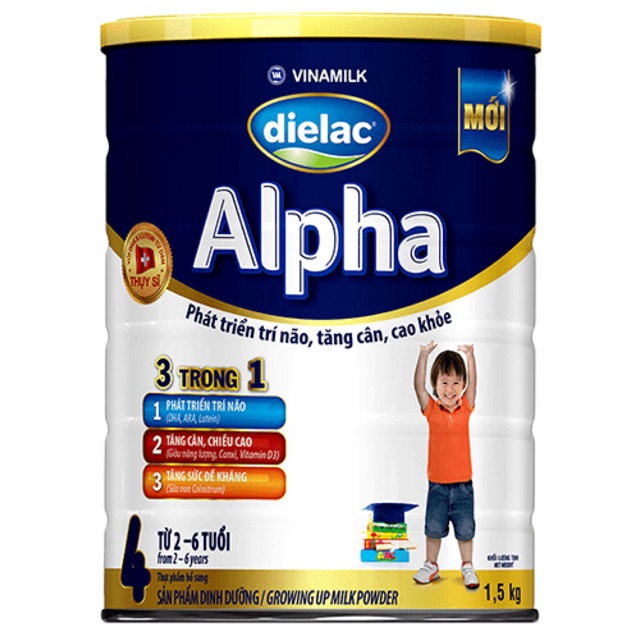 VINAMILK
dielac®
MỚI
Alpha
THỤY SĨ
Phát triển trí não, tăng cân, cao khỏe
3 TRONG 1
1 PHÁT TRIỂN TRÍ NÃO
(DHA, ARA, Lutein)
2 TĂNG CÂN, CHIỀU CAO
(Giàu năng lượng, Canxi, Vitamin D3)
3 TĂNG SỨC ĐỀ KHÁNG
(Sữa non Colostrum)
4 TỪ 2-6 TUỔI
from 2-6 years
Thực phẩm bổ sung
SẢN PHẨM DINH DƯỠNG / GROWING UP MILK POWDER
KHỐI LƯỢNG TỊNH
NET WEIGHT
1,5 kg